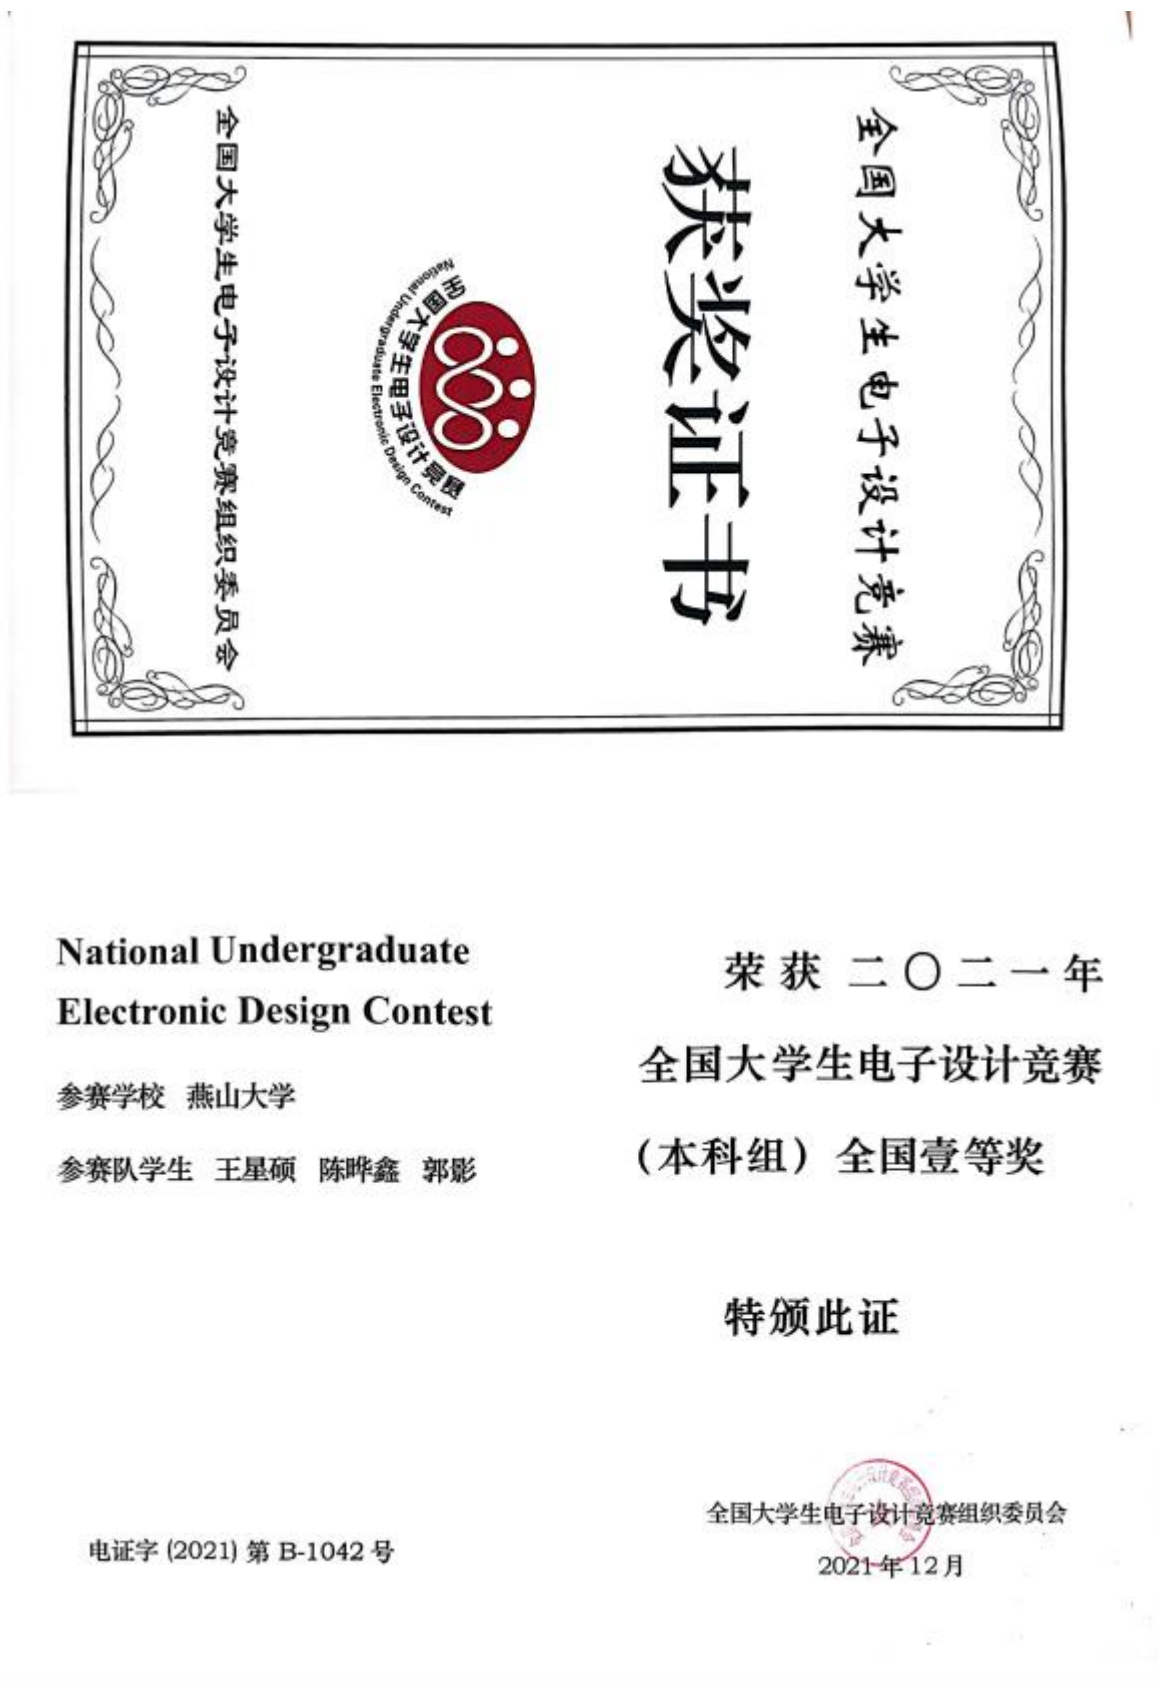 全国大学生电子设计竞赛
获奖证书
全国大学生电子设计竞赛
National Undergraduate Electronic Design Contest
全国大学生电子设计竞赛组织委员会
National Undergraduate
Electronic Design Contest
参赛学校 燕山大学
参赛队学生 王星硕 陈晔鑫 郭影
电证字 (2021) 第 B-1042 号
荣获 二〇二一年
全国大学生电子设计竞赛
(本科组) 全国壹等奖
特颁此证
全国大学生电子设计竞赛组织委员会
2021年12月